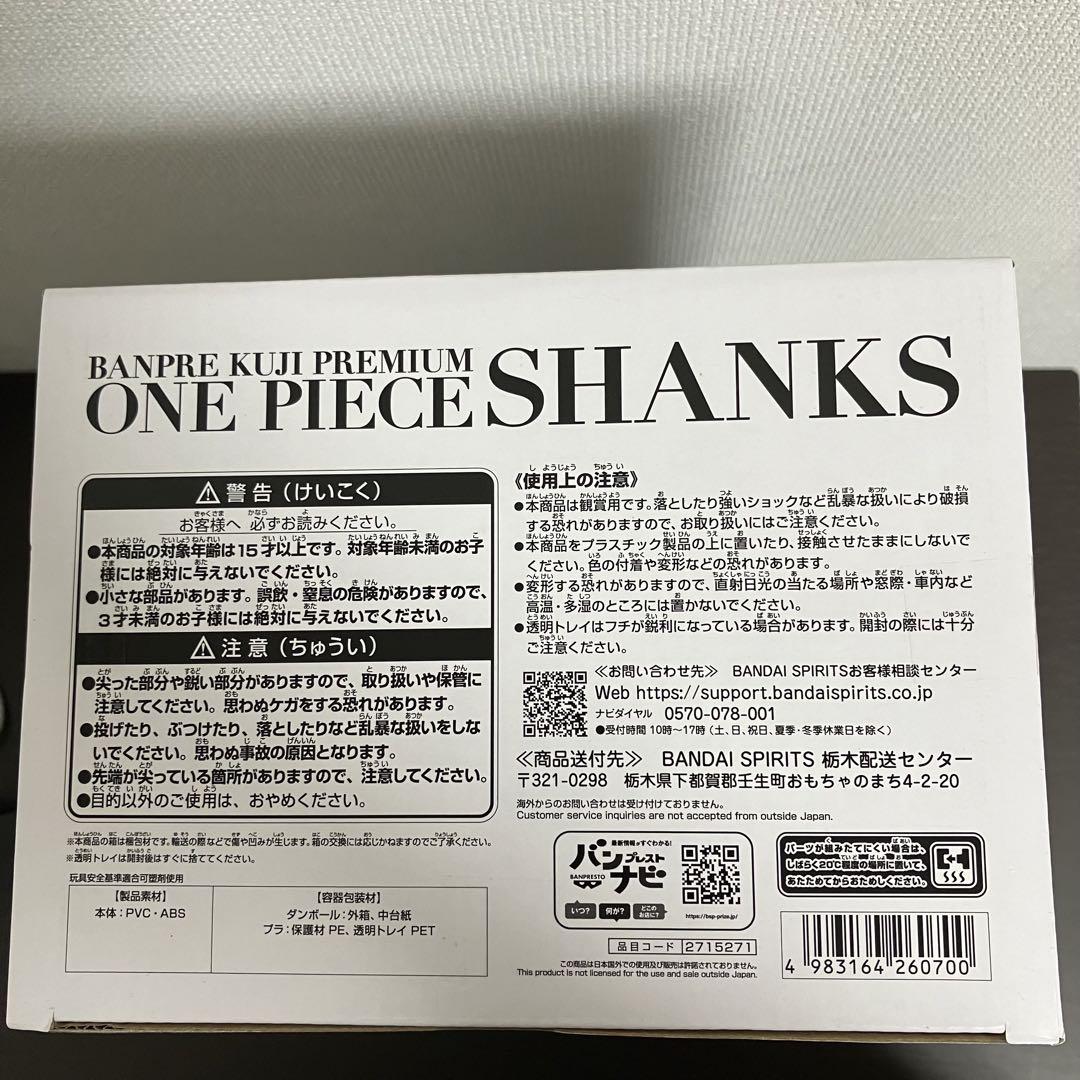 BANPRE KUJI PREMIUM
ONE PIECE SHANKS
⚠警告(けいこく)
お客様へ 必ずお読みください。
●本商品の対象年齢は15才以上です。対象年齢未満のお子
様には絶対に与えないでください。
●小さな部品があります。誤飲・窒息の危険がありますので、
3才未満のお子様には絶対に与えないでください。
⚠注意(ちゅうい)
●尖った部分や鋭い部分がありますので、取り扱いや保管に
注意してください。思わぬケガをする恐れがあります。
●投げたり、ぶつけたり、落としたりなど乱暴な扱いをしな
いでください。思わぬ事故の原因となります。
●先端が尖っている箇所がありますので、注意してください。
●目的以外のご使用は、おやめください。
※本商品の箱は梱包材です。輸送の際などで傷や凹みが生じます。箱の交換には応じかねますのでご了承ください。
※透明トレイは開封後はすぐに捨ててください。
玩具安全基準適合可塑剤使用
【製品素材】
本体:PVC・ABS
【容器包装材】
ダンボール:外箱、中台紙
プラ:保護材 PE、透明トレイ PET
《使用上の注意》
●本商品は観賞用です。落としたり強いショックなど乱暴な扱いにより破損
する恐れがありますので、お取り扱いにはご注意ください。
●本商品をプラスチック製品の上に置いたり、接触させたままにしないで
ください。色の付着や変形などの恐れがあります。
●変形する恐れがありますので、直射日光の当たる場所や窓際・車内など
高温・多湿のところには置かないでください。
●透明トレイはフチが鋭利になっている場合があります。開封の際には十分
ご注意ください。
≪お問い合わせ先≫ BANDAI SPIRITSお客様相談センター
Web https://support.bandaispirits.co.jp
ナビダイヤル 0570-078-001
●受付時間 10時〜17時(土、日、祝日、夏季・冬季休業日を除く)
≪商品送付先≫ BANDAI SPIRITS 栃木配送センター
〒321-0298 栃木県下都賀郡壬生町おもちゃのまち4-2-20
海外からのお問い合わせは受け付けておりません。
Customer service inquiries are not accepted from outside Japan.
最新情報がすぐわかる!
バンプレスト
ナビ
BANPRESTO
いつ? 何が? どこのお店に?
https://bsp-prize.jp/
パーツが組みたてにくい場合は、
しばらく20℃程度の場所に置いて、
あたためてからおためしください。
品目コード 2715271
この商品は日本国外での使用及び販売は許諾されておりません。
This product is not licensed for the use and sale outside Japan.
4 983164 260700